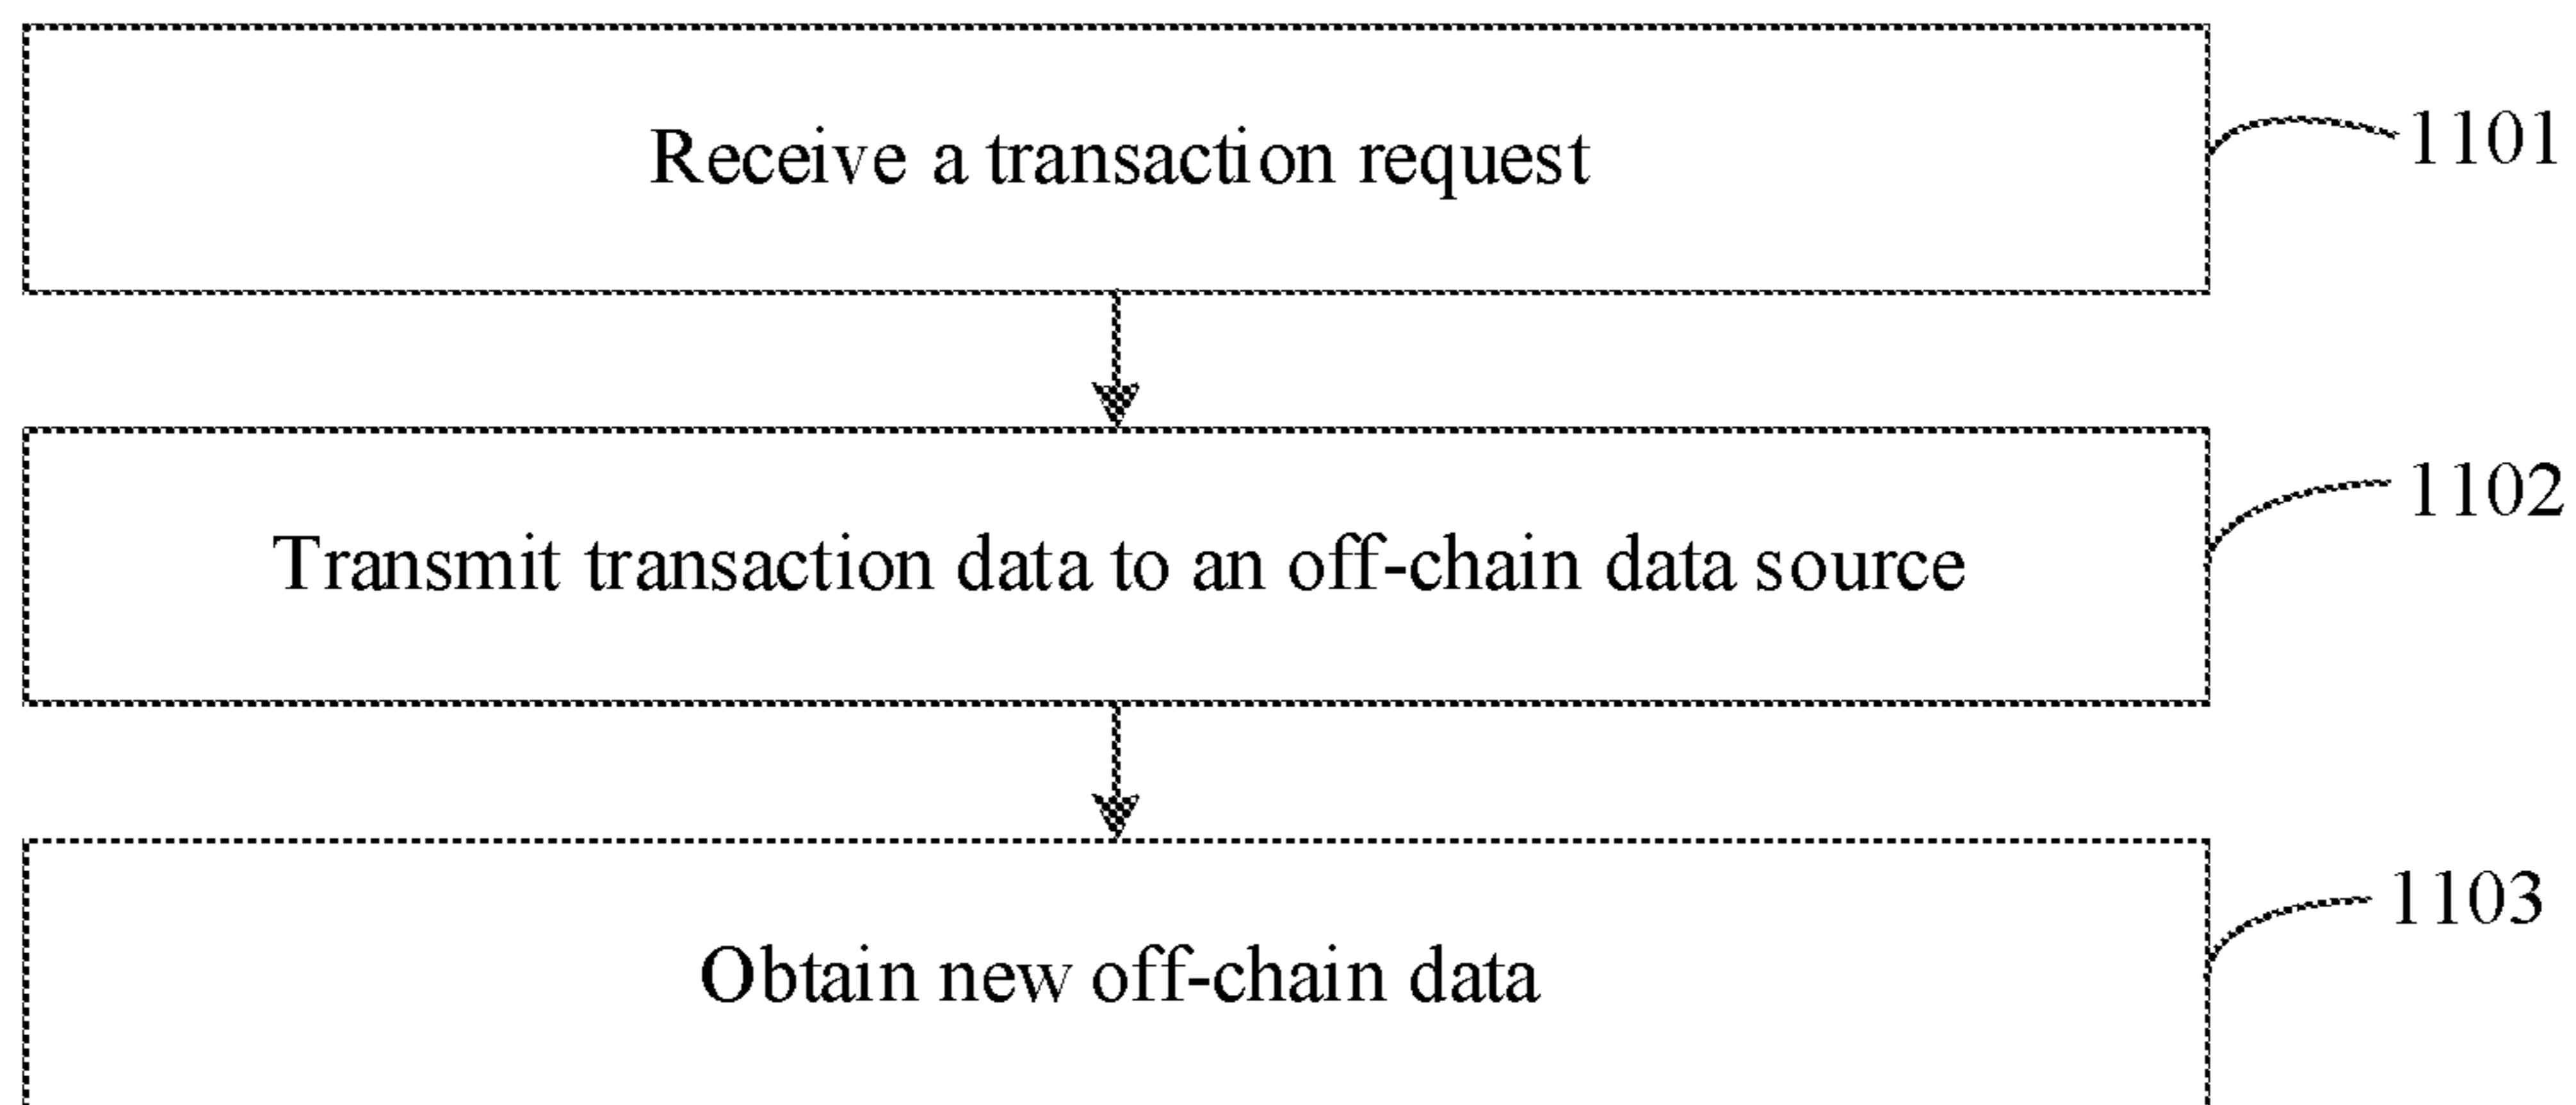 Receive a transaction request
1101
Transmit transaction data to an off-chain data source
1102
Obtain new off-chain data
1103